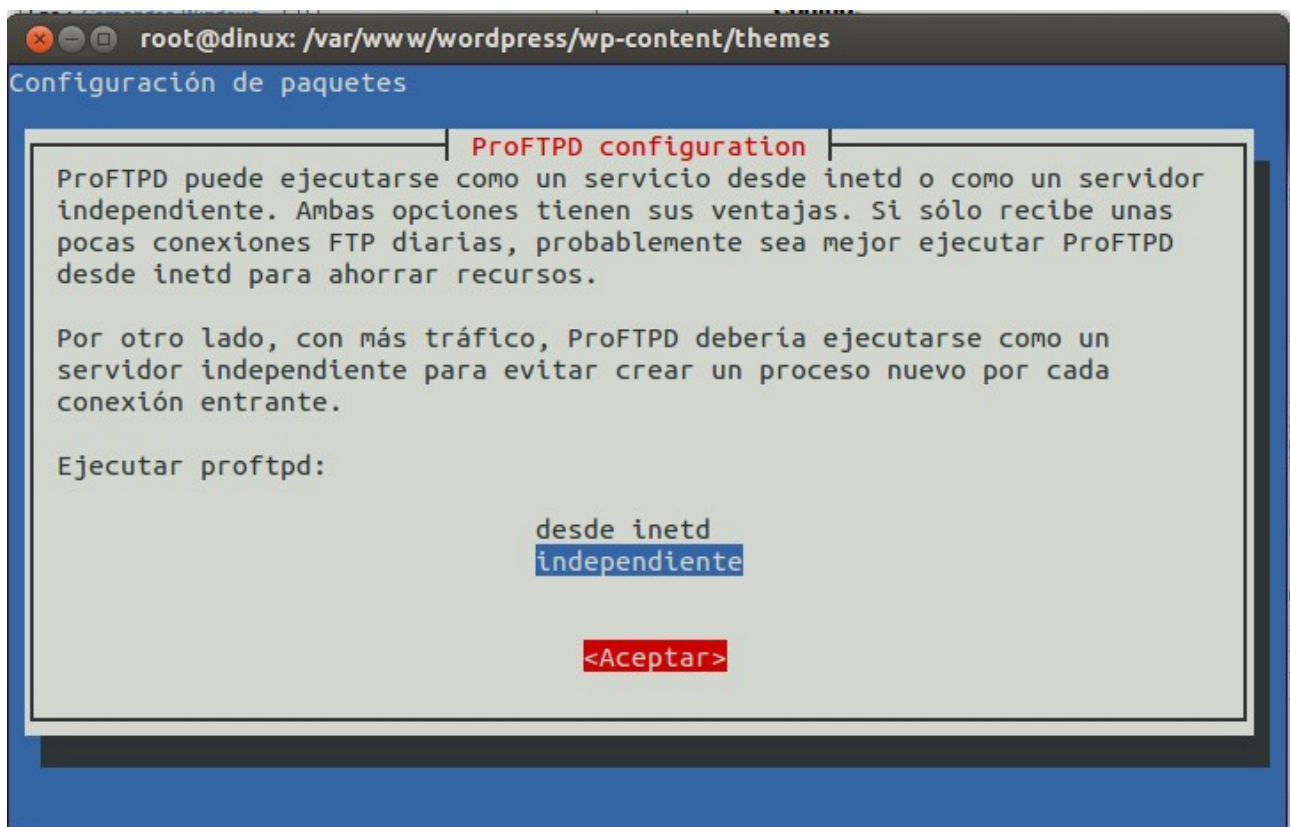 root@dinux: /var/www/wordpress/wp-content/themes
Configuración de paquetes
ProFTPD configuration
ProFTPD puede ejecutarse como un servicio desde inetd o como un servidor
independiente. Ambas opciones tienen sus ventajas. Si sólo recibe unas
pocas conexiones FTP diarias, probablemente sea mejor ejecutar ProFTPD
desde inetd para ahorrar recursos.
Por otro lado, con más tráfico, ProFTPD debería ejecutarse como un
servidor independiente para evitar crear un proceso nuevo por cada
conexión entrante.
Ejecutar proftpd:
desde inetd
independiente
<Aceptar>